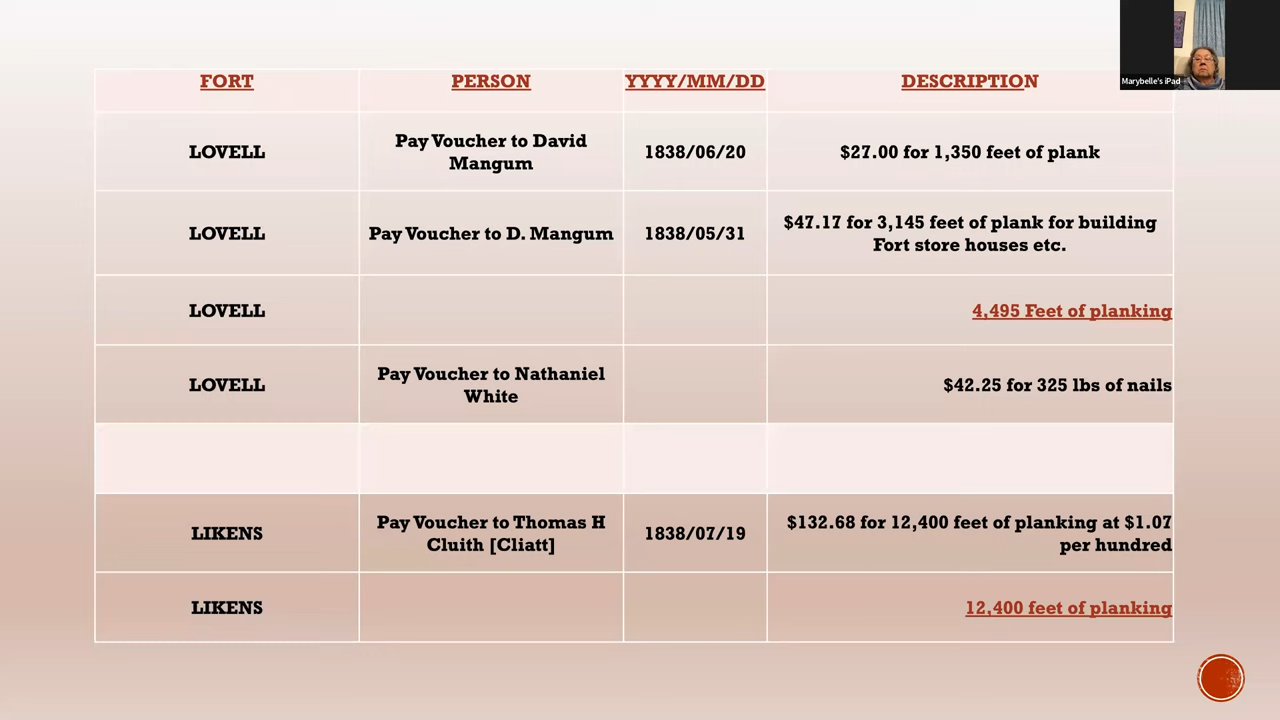 Marybelle's iPad
FORT PERSON YYYY/MM/DD DESCRIPTION
LOVELL
Pay Voucher to David
Mangum
1838/06/20
$27.00 for 1,350 feet of plank
LOVELL
Pay Voucher to D. Mangum
1838/05/31
$47.17 for 3,145 feet of plank for building
Fort store houses etc.
LOVELL
4,495 Feet of planking
LOVELL
Pay Voucher to Nathaniel
White
$42.25 for 325 lbs of nails
LIKENS
Pay Voucher to Thomas H
Cluith [Cliatt]
1838/07/19
$132.68 for 12,400 feet of planking at $1.07
per hundred
LIKENS
12,400 feet of planking